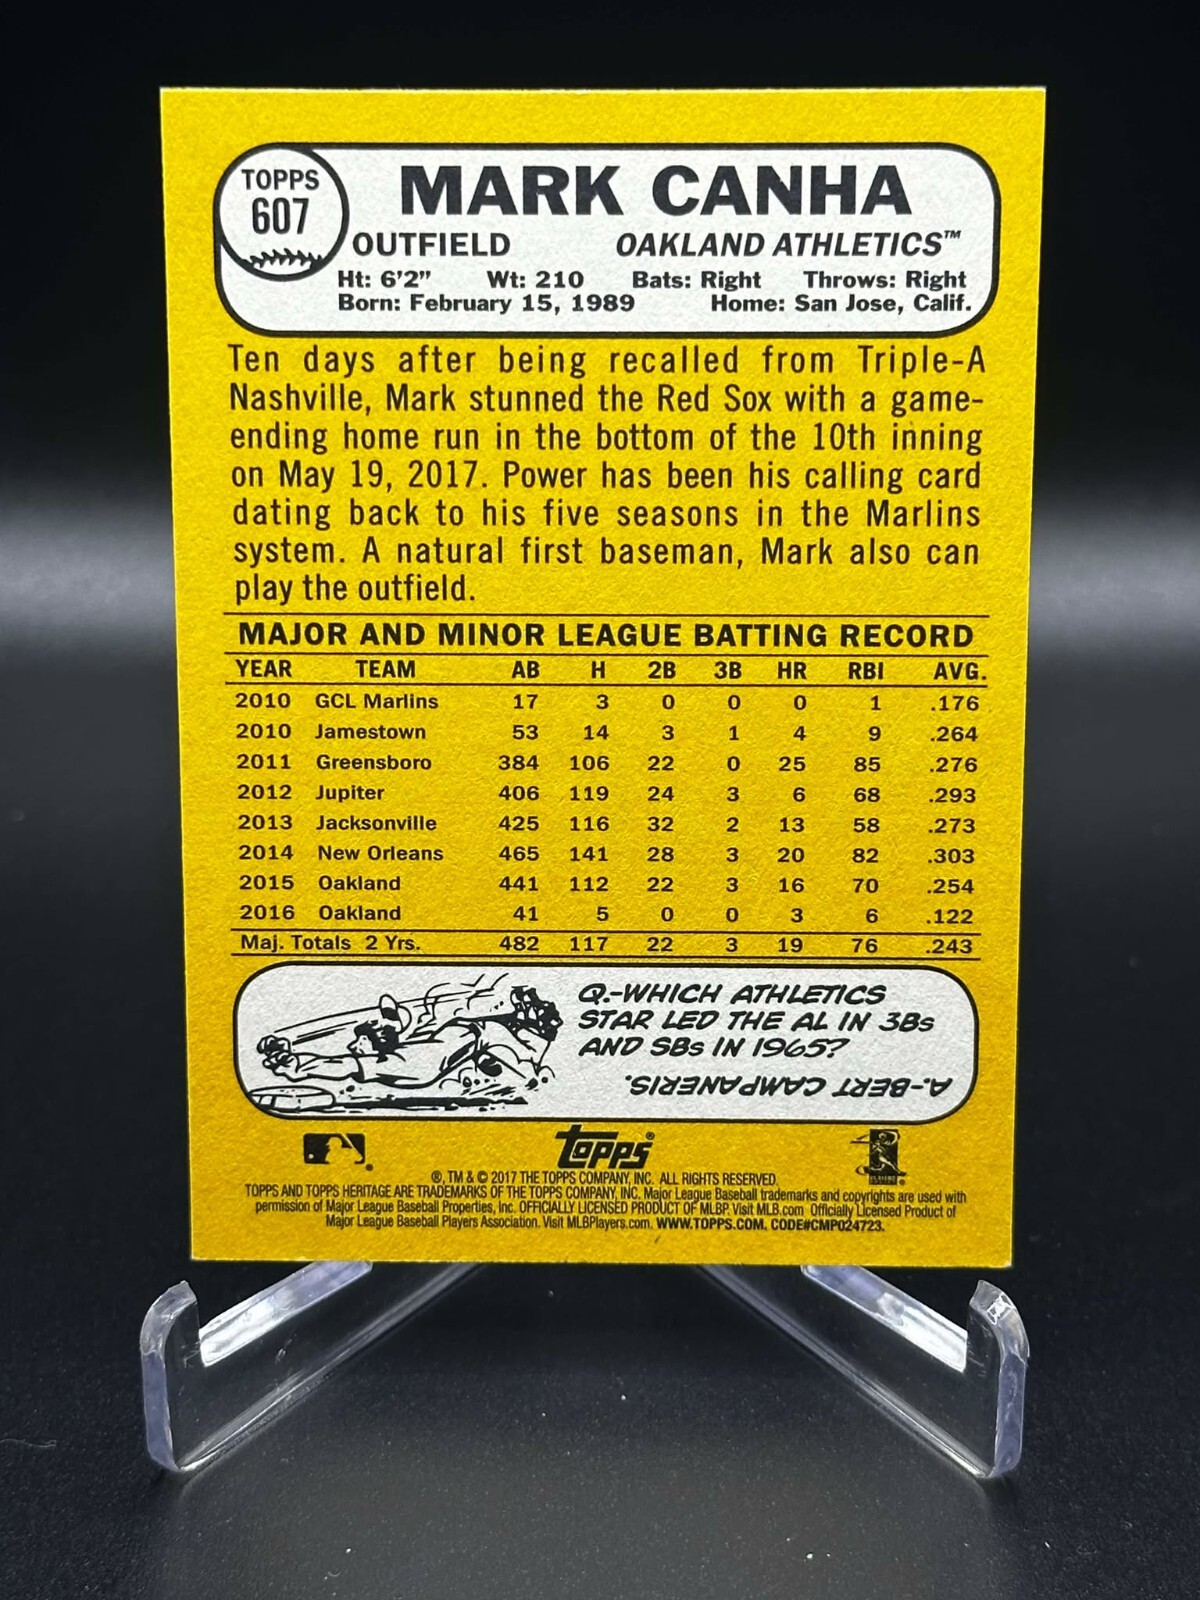 TOPPS
607
MARK CANHA
OUTFIELD OAKLAND ATHLETICS™
Ht: 6'2" Wt: 210 Bats: Right Throws: Right
Born: February 15, 1989 Home: San Jose, Calif.
Ten days after being recalled from Triple-A
Nashville, Mark stunned the Red Sox with a game-
ending home run in the bottom of the 10th inning
on May 19, 2017. Power has been his calling card
dating back to his five seasons in the Marlins
system. A natural first baseman, Mark also can
play the outfield.
MAJOR AND MINOR LEAGUE BATTING RECORD
YEAR TEAM AB H 2B 3B HR RBI AVG.
2010 GCL Marlins 17 3 0 0 0 1 .176
2010 Jamestown 53 14 3 1 4 9 .264
2011 Greensboro 384 106 22 0 25 85 .276
2012 Jupiter 406 119 24 3 6 68 .293
2013 Jacksonville 425 116 32 2 13 58 .273
2014 New Orleans 465 141 28 3 20 82 .303
2015 Oakland 441 112 22 3 16 70 .254
2016 Oakland 41 5 0 0 3 6 .122
Maj. Totals 2 Yrs. 482 117 22 3 19 76 .243
Q.-WHICH ATHLETICS
STAR LED THE AL IN 3Bs
AND SBs IN 1965?
A.-BERT CAMPANERIS.
Topps®
®, TM & © 2017 THE TOPPS COMPANY, INC. ALL RIGHTS RESERVED.
TOPPS AND TOPPS HERITAGE ARE TRADEMARKS OF THE TOPPS COMPANY, INC. Major League Baseball trademarks and copyrights are used with
permission of Major League Baseball Properties, Inc. OFFICIALLY LICENSED PRODUCT OF MLBP. Visit MLB.com Officially Licensed Product of
Major League Baseball Players Association. Visit MLBPlayers.com. WWW.TOPPS.COM. CODE#CMP024723.